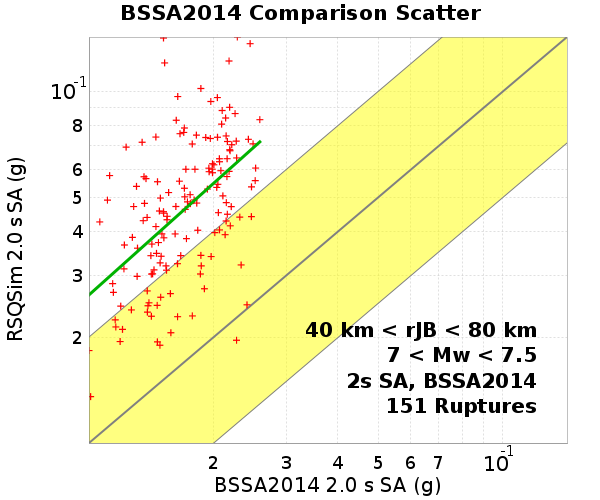 BSSA2014 Comparison Scatter
RSQSim 2.0 s SA (g)
10-1
8
6
5
4
3
2
40 km < rJB < 80 km
7 < Mw < 7.5
2s SA, BSSA2014
151 Ruptures
2 3 4 5 6 7 10-1
BSSA2014 2.0 s SA (g)